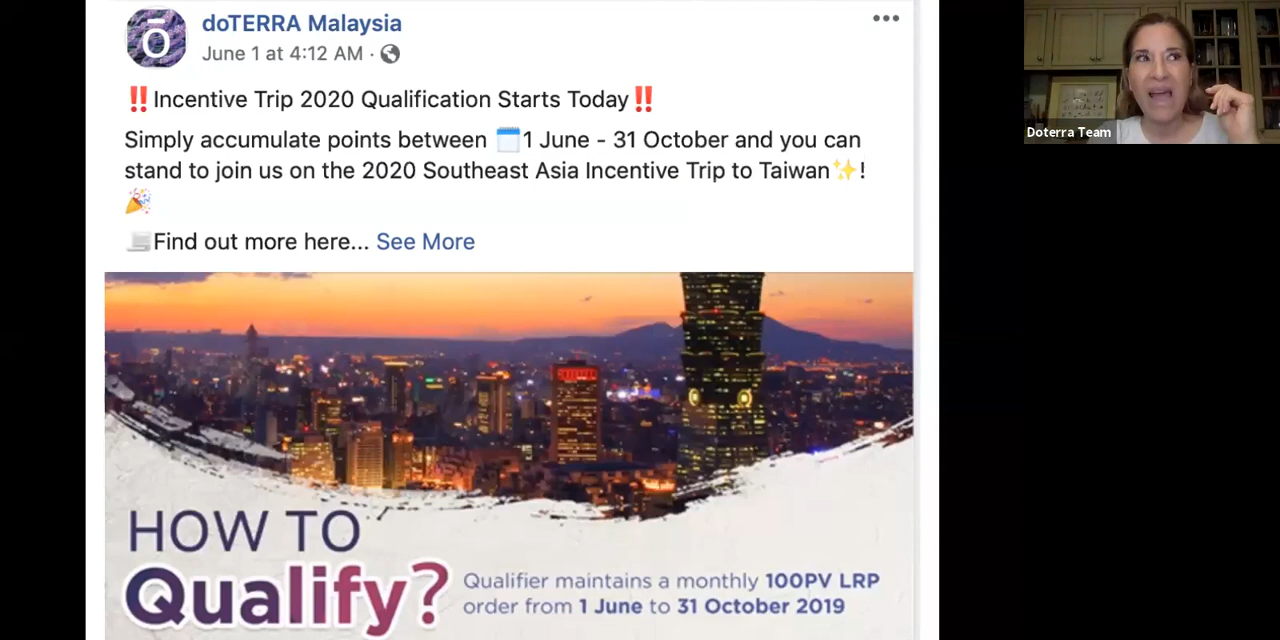 doTERRA Malaysia
June 1 at 4:12 AM ·
‼Incentive Trip 2020 Qualification Starts Today‼
Simply accumulate points between 🗓1 June - 31 October and you can
stand to join us on the 2020 Southeast Asia Incentive Trip to Taiwan✨!
🎉
📃Find out more here... See More
HOW TO
Qualify?
Qualifier maintains a monthly 100PV LRP
order from 1 June to 31 October 2019
Doterra Team